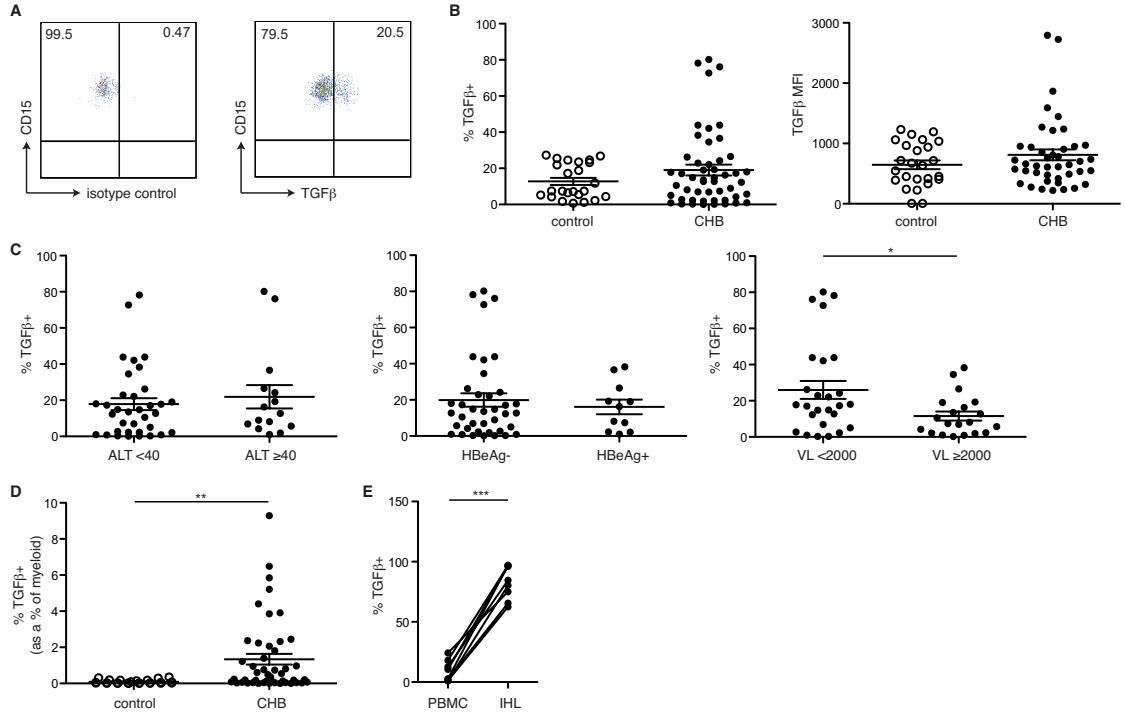 A
99.5 0.47
CD15
isotype control
79.5 20.5
CD15
TGFβ
B
% TGFβ+
100
80
60
40
20
0
control CHB
TGFβ MFI
3000
2000
1000
0
control CHB
C
% TGFβ+
100
80
60
40
20
0
ALT <40 ALT ≥40
% TGFβ+
100
80
60
40
20
0
HBeAg- HBeAg+
% TGFβ+
100
80
60
40
20
0
*
VL <2000 VL ≥2000
D
% TGFβ+
(as a % of myeloid)
10
8
6
4
2
0
**
control CHB
E
% TGFβ+
150
100
50
0
***
PBMC IHL